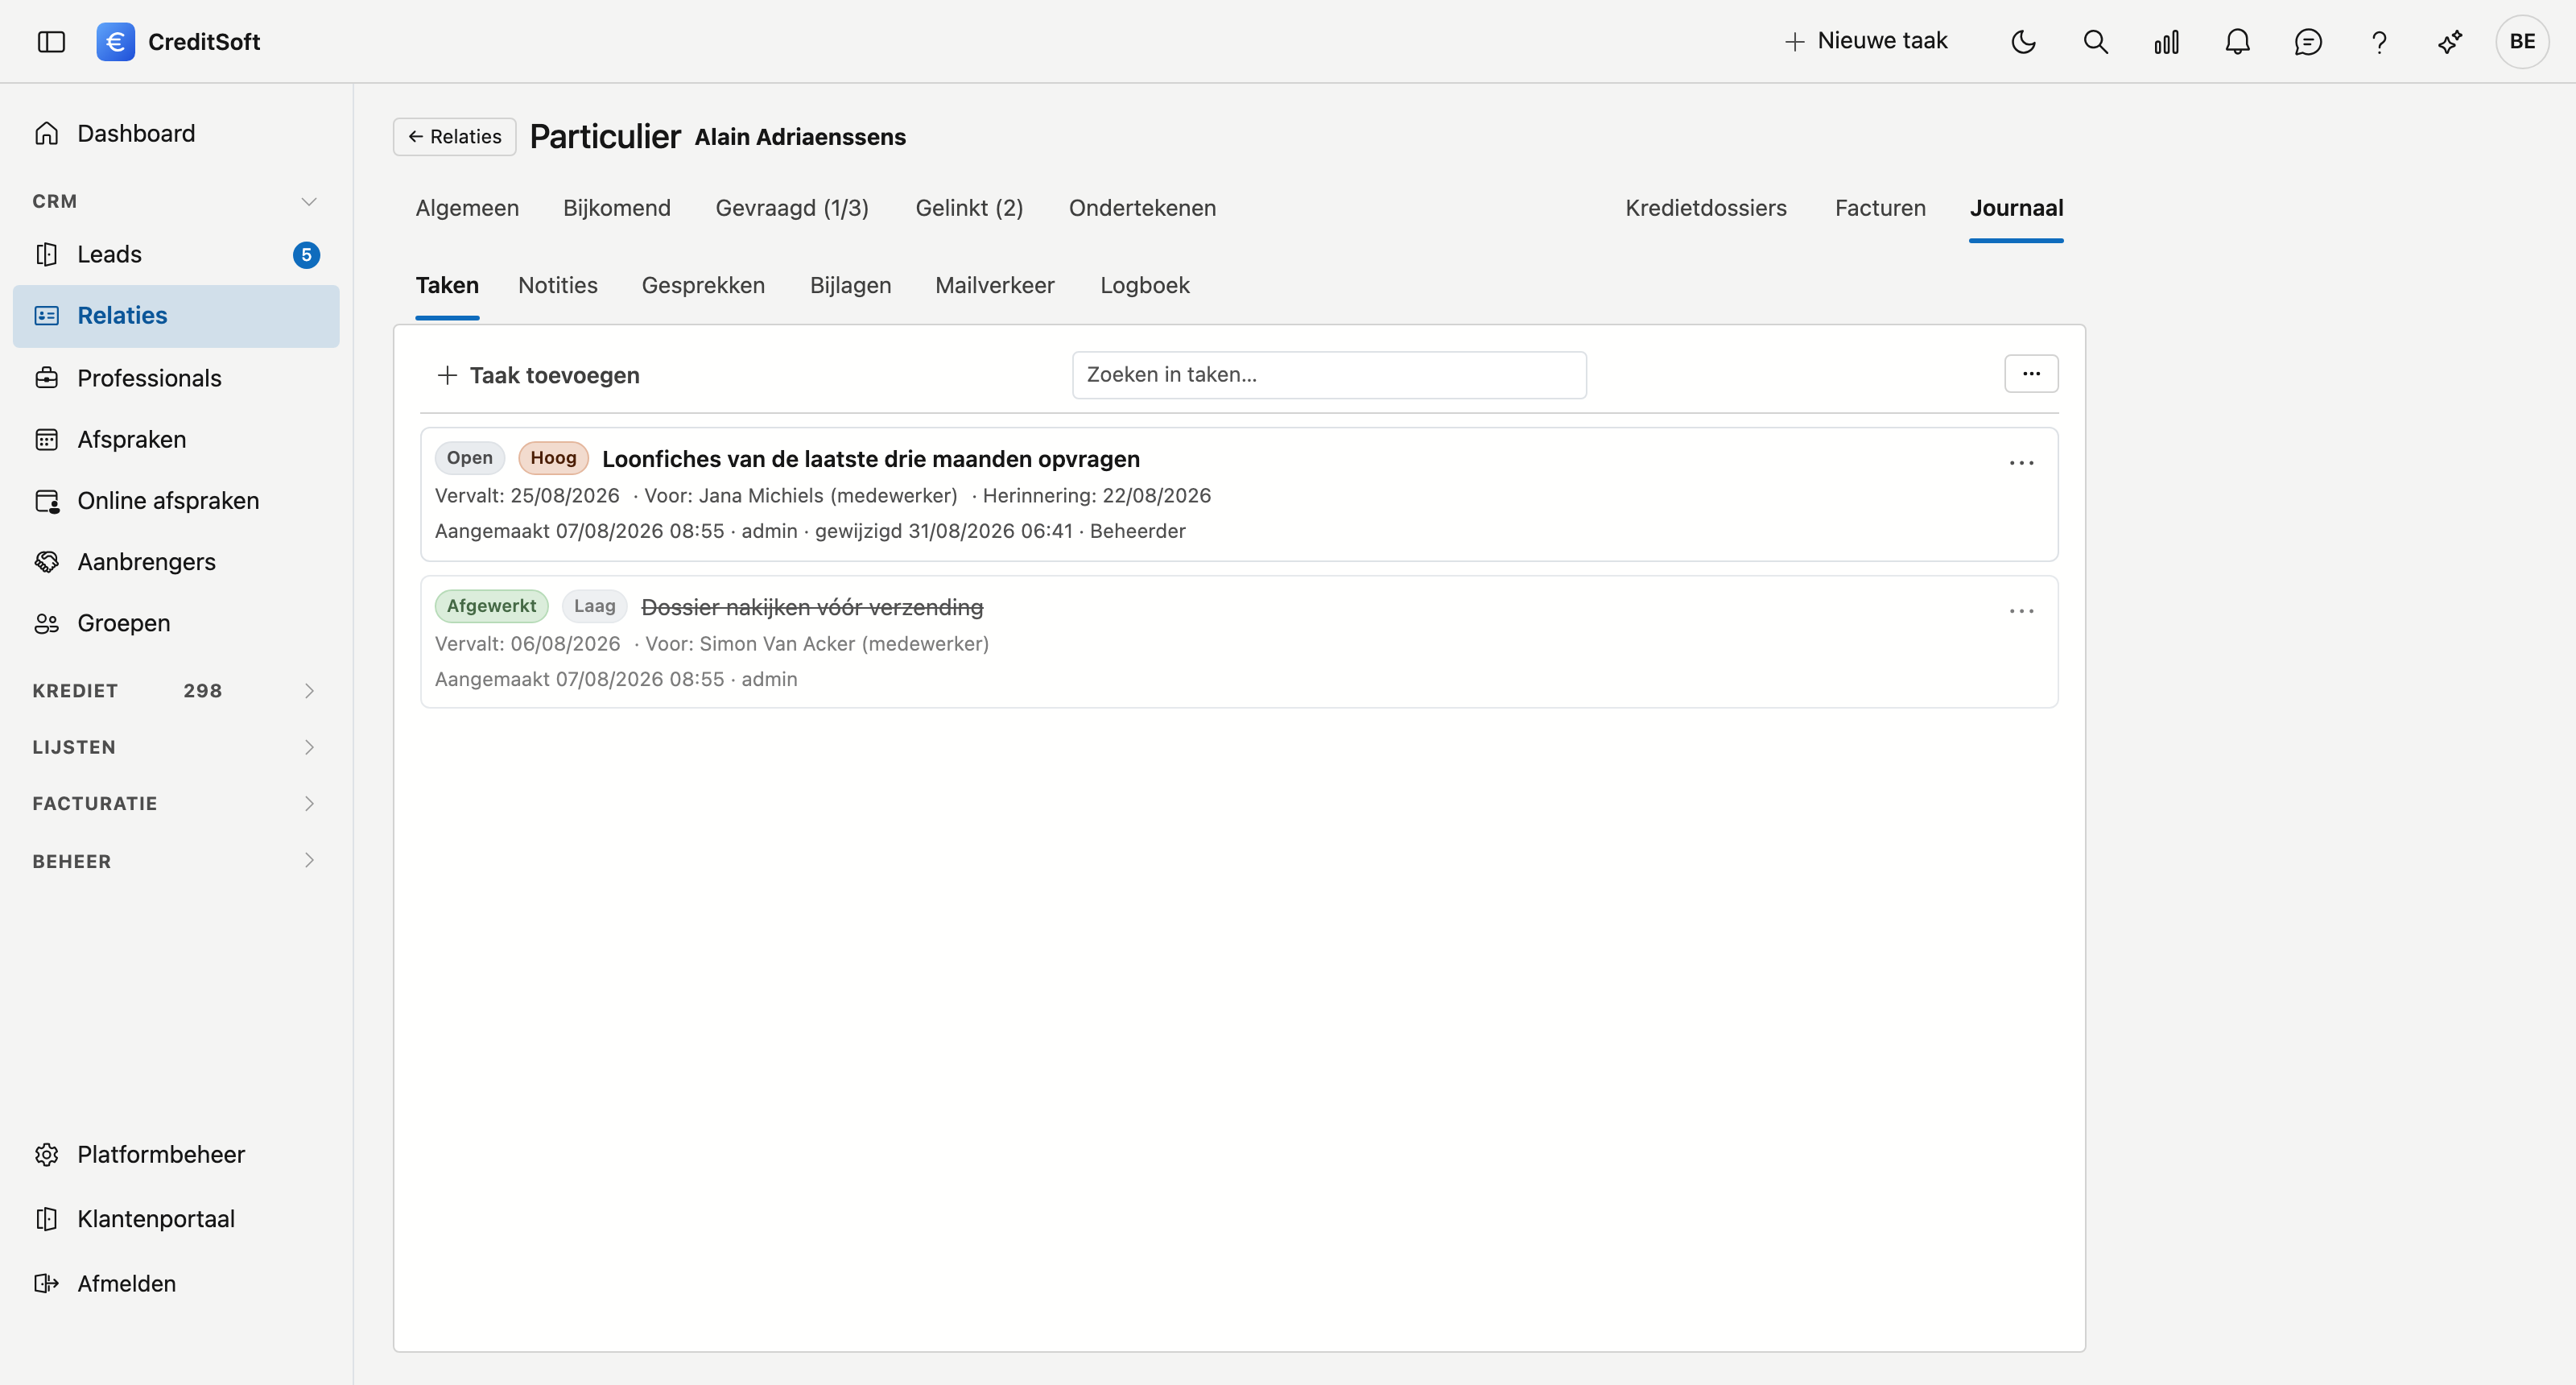 CreditSoft
Nieuwe taak
BE
Dashboard
CRM
Leads 5
Relaties
Professionals
Afspraken
Online afspraken
Aanbrengers
Groepen
KREDIET 298
LIJSTEN
FACTURATIE
BEHEER
Platformbeheer
Klantenportaal
Afmelden
← Relaties Particulier Alain Adriaenssens
Algemeen Bijkomend Gevraagd (1/3) Gelinkt (2) Ondertekenen Kredietdossiers Facturen Journaal
Taken Notities Gesprekken Bijlagen Mailverkeer Logboek
+ Taak toevoegen Zoeken in taken... ...
Open Hoog Loonfiches van de laatste drie maanden opvragen ...
Vervalt: 25/08/2026 · Voor: Jana Michiels (medewerker) · Herinnering: 22/08/2026
Aangemaakt 07/08/2026 08:55 · admin · gewijzigd 31/08/2026 06:41 · Beheerder
Afgewerkt Laag Dossier nakijken vóór verzending ...
Vervalt: 06/08/2026 · Voor: Simon Van Acker (medewerker)
Aangemaakt 07/08/2026 08:55 · admin